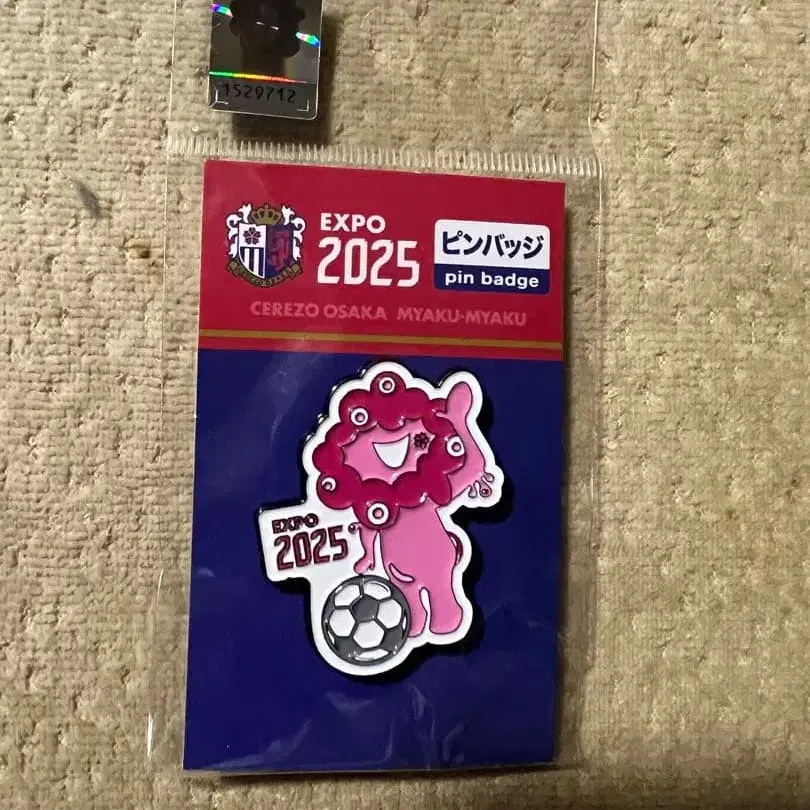 1529712
EXPO
2025
ピンバッジ
pin badge
CEREZO OSAKA MYAKU-MYAKU
EXPO
2025